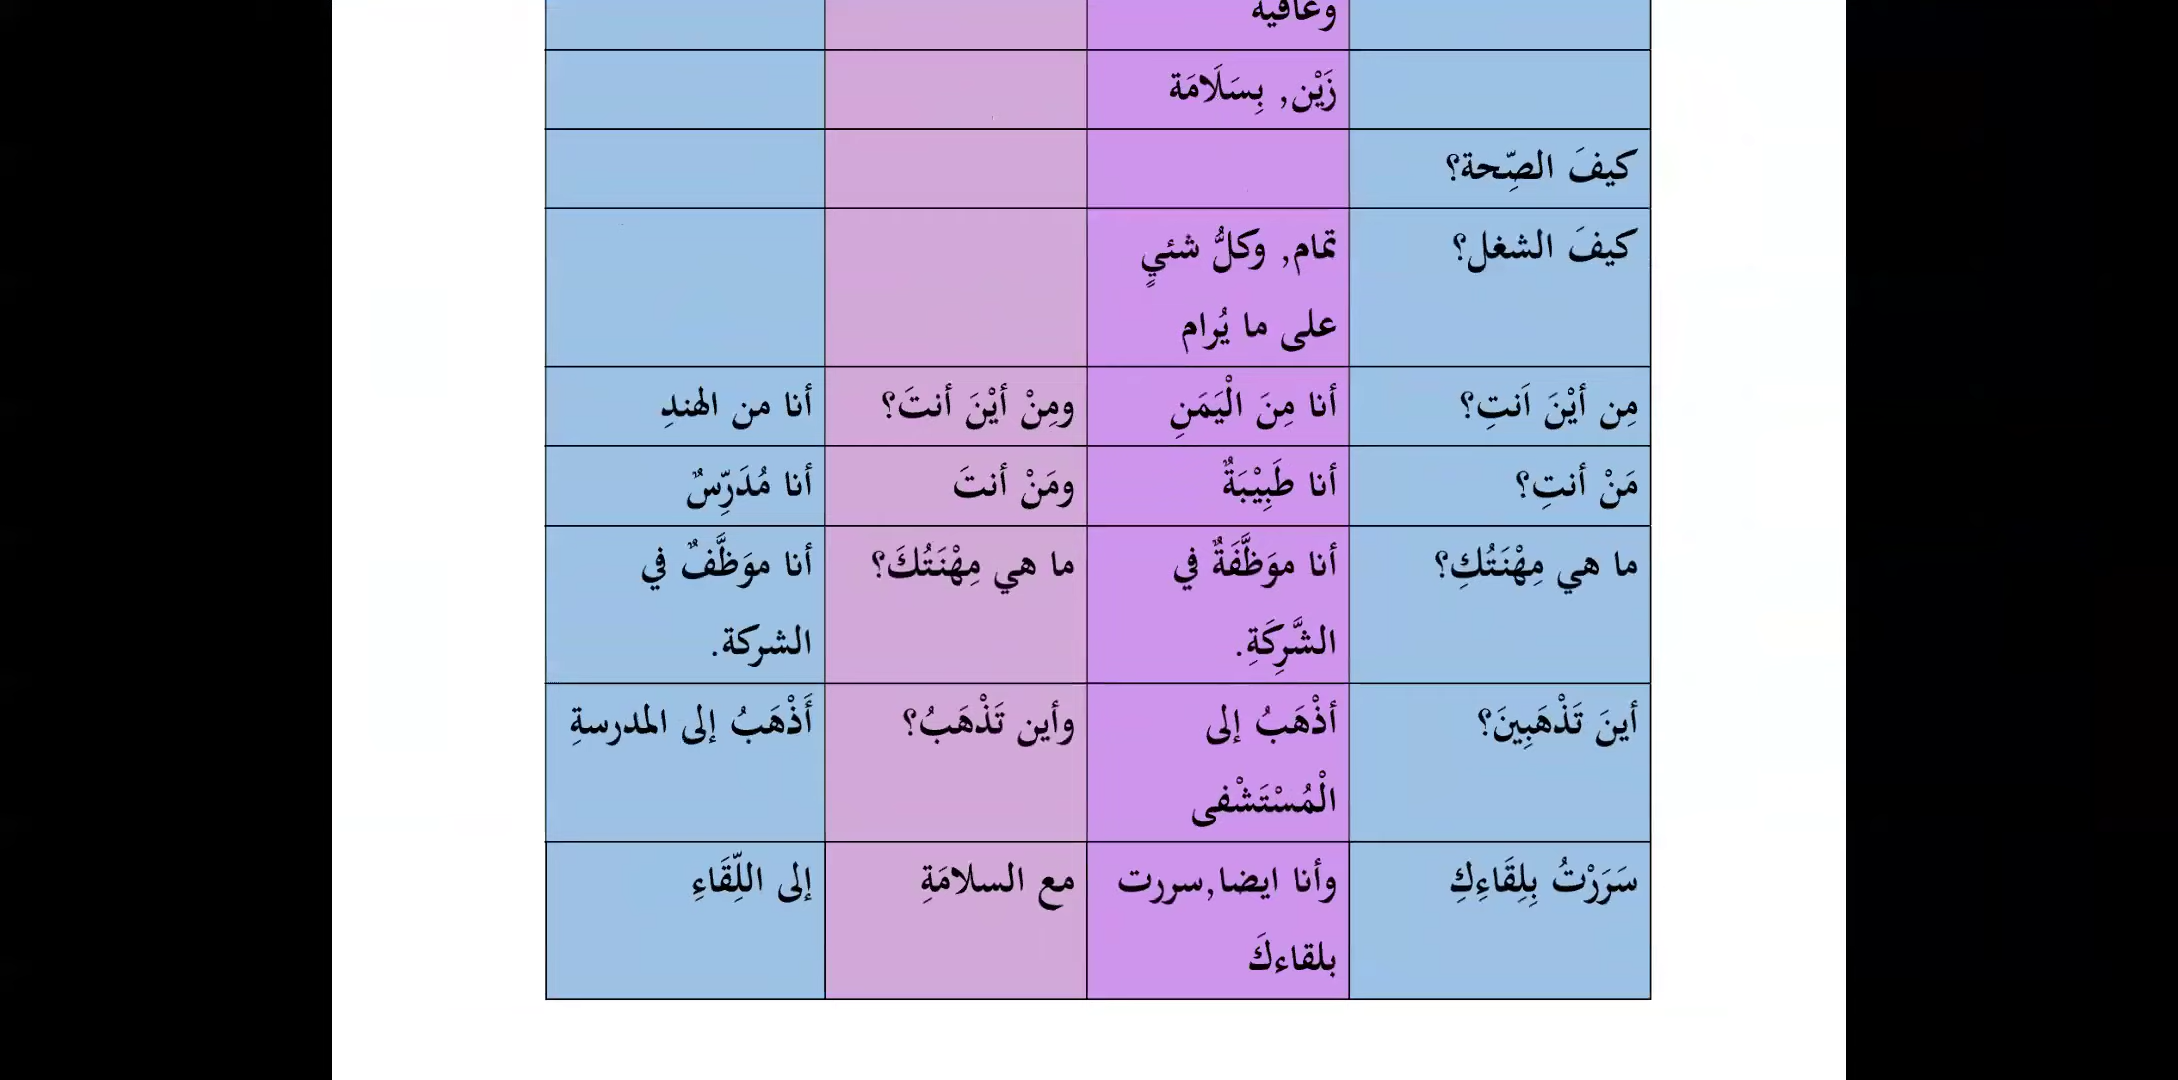 وعافية
زَيْن, بِسَلَامَة
كيفَ الصِّحة؟
كيفَ الشغل؟
تمام, وكلُّ شئيٍ
على ما يُرام
مِن أيْنَ اَنتِ؟
أنا مِنَ الْيَمَنِ
ومِنْ أيْنَ أنتَ؟
أنا من الهندِ
مَنْ أنتِ؟
أنا طَبِيْبَةٌ
ومَنْ أنتَ
أنا مُدَرِّسٌ
ما هي مِهْنَتُكِ؟
أنا موَظَّفَةٌ في
الشَّرِكَةِ.
ما هي مِهْنَتُكَ؟
أنا موَظَّفٌ في
الشركة.
أينَ تَذْهَبِينَ؟
أذْهَبُ إلى
الْمُسْتَشْفى
وأين تَذْهَبُ؟
أَذْهَبُ إلى المدرسةِ
سَرَرْتُ بِلِقَاءِكِ
وأنا ايضا,سررت
بلقاءكَ
مع السلامَةِ
إلى اللِّقَاءِ